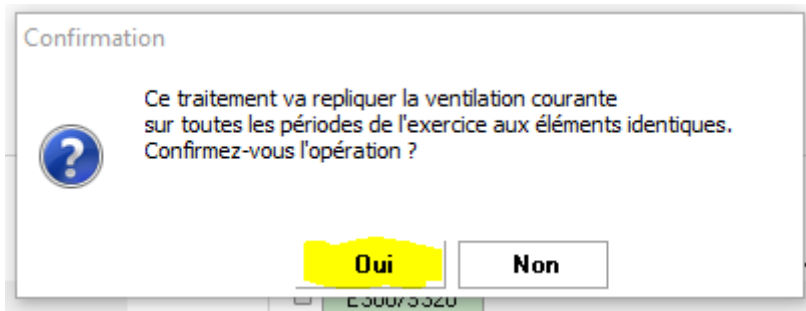 Confirmation
Ce traitement va repliquer la ventilation courante
sur toutes les périodes de l'exercice aux éléments identiques.
Confirmez-vous l'opération ?
Oui
Non